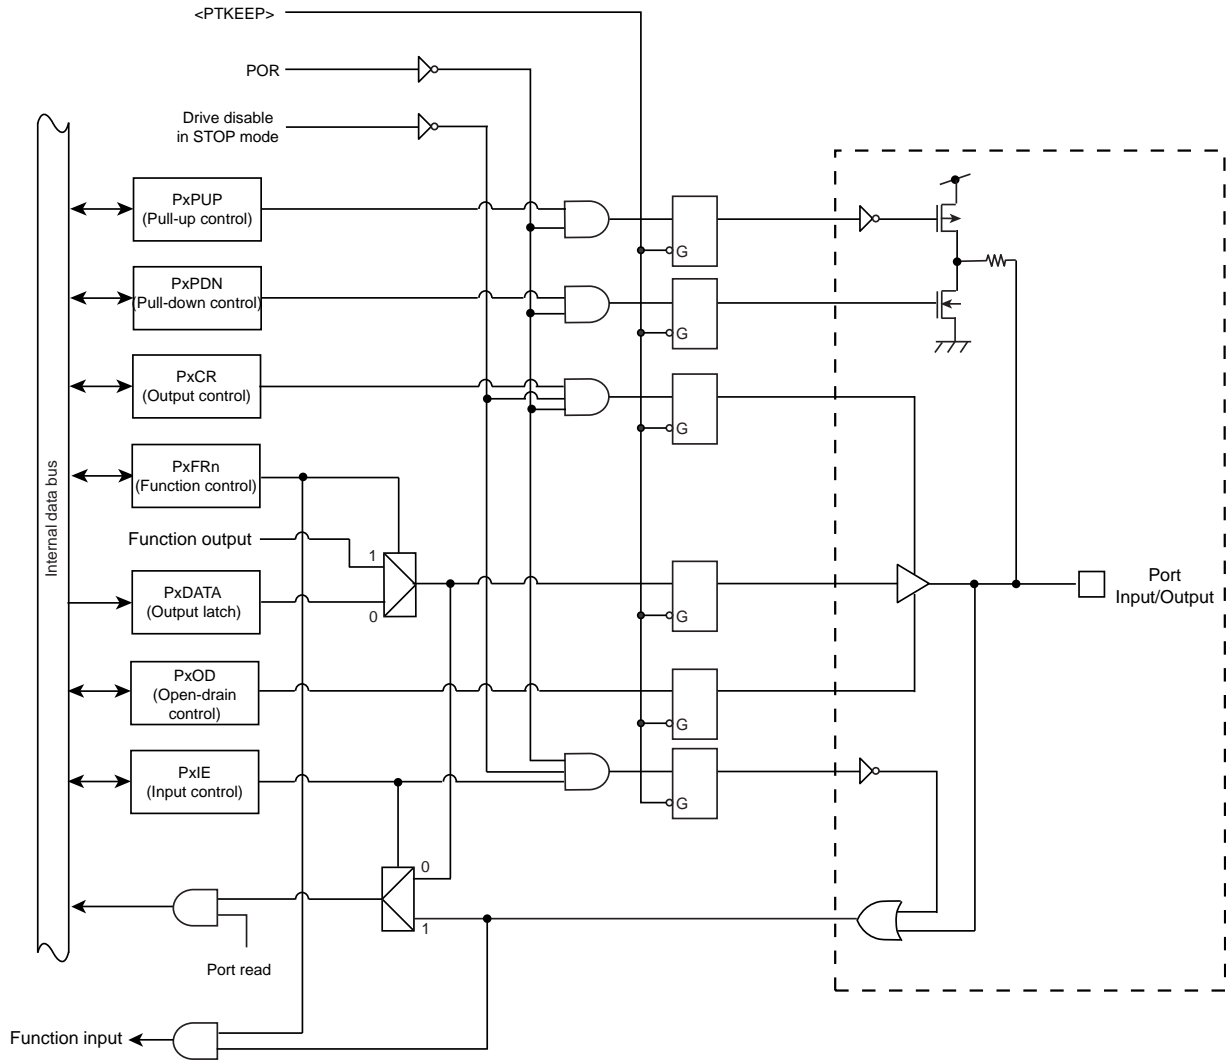 <PTKEEP>
POR
Drive disable
in STOP mode
PxPUP
(Pull-up control)
G
PxPDN
(Pull-down control)
G
PxCR
(Output control)
G
Internal data bus
PxFRn
(Function control)
Function output
1
0
PxDATA
(Output latch)
G
Port
Input/Output
PxOD
(Open-drain
control)
G
PxIE
(Input control)
G
0
1
Port read
Function input